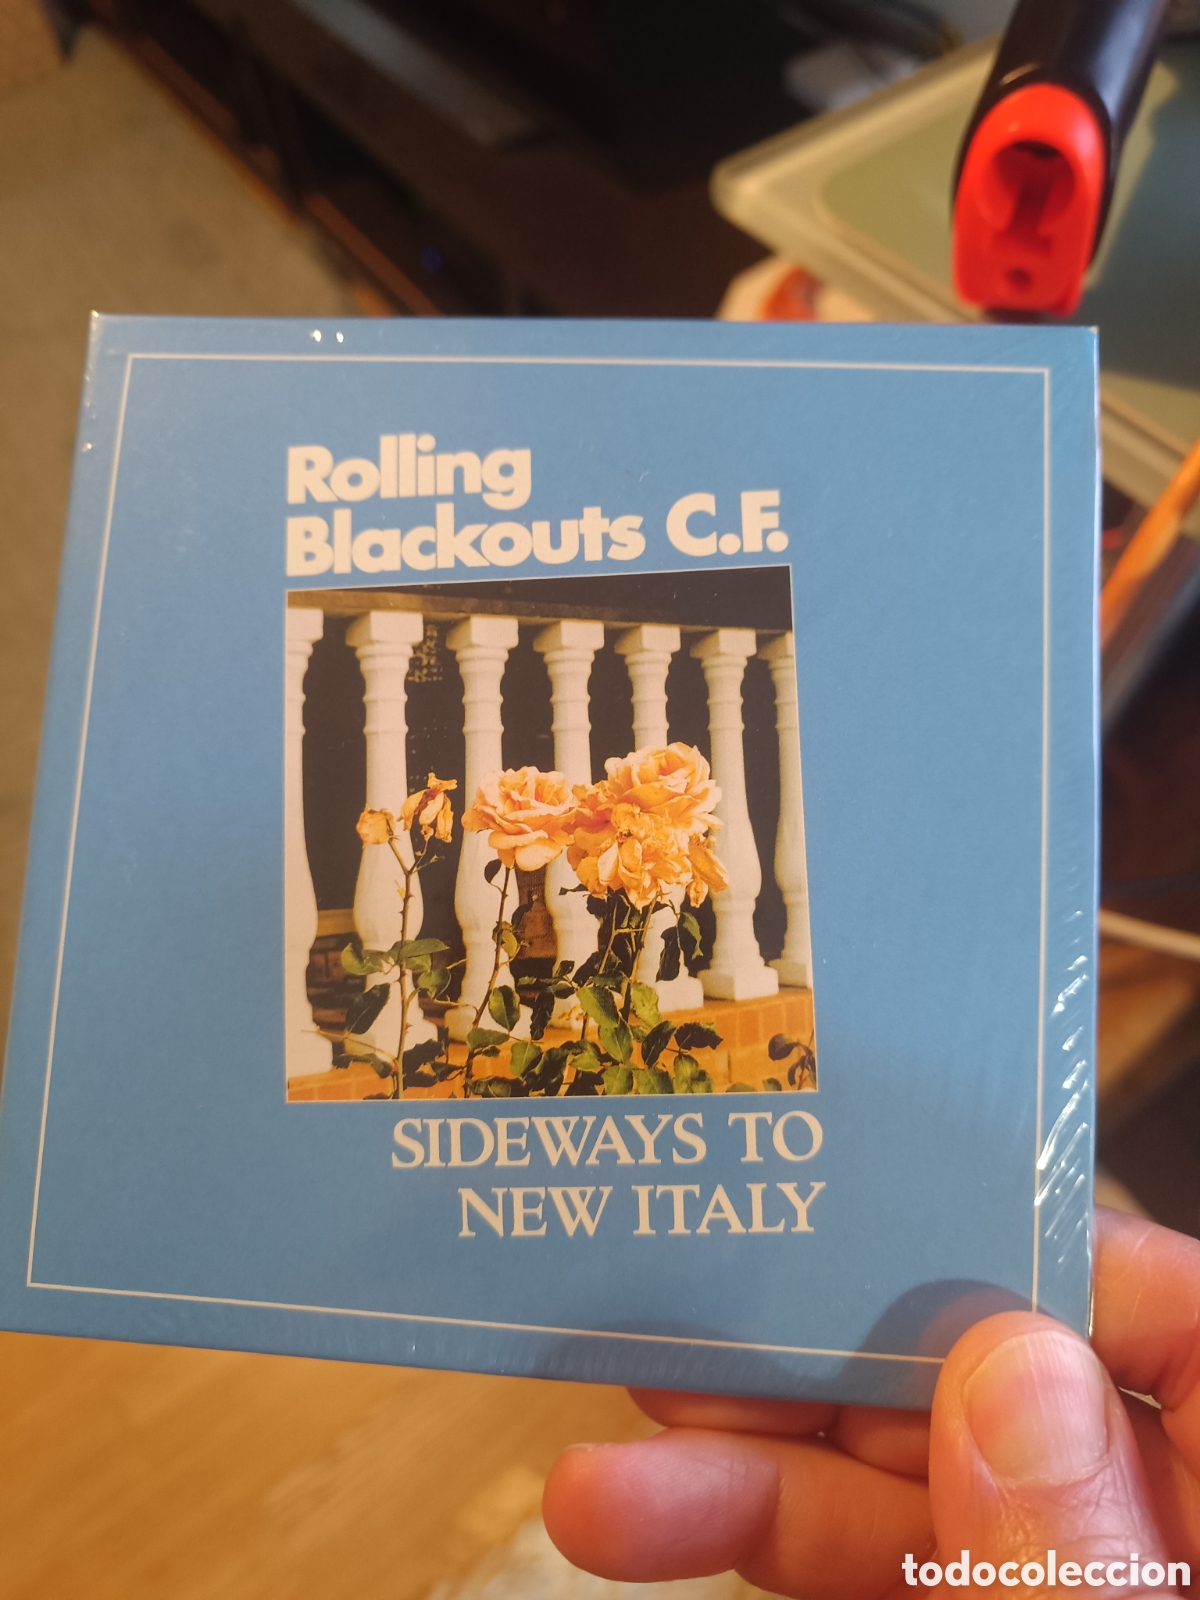 Rolling
Blackouts C.F.
SIDEWAYS TO
NEW ITALY
todocoleccion